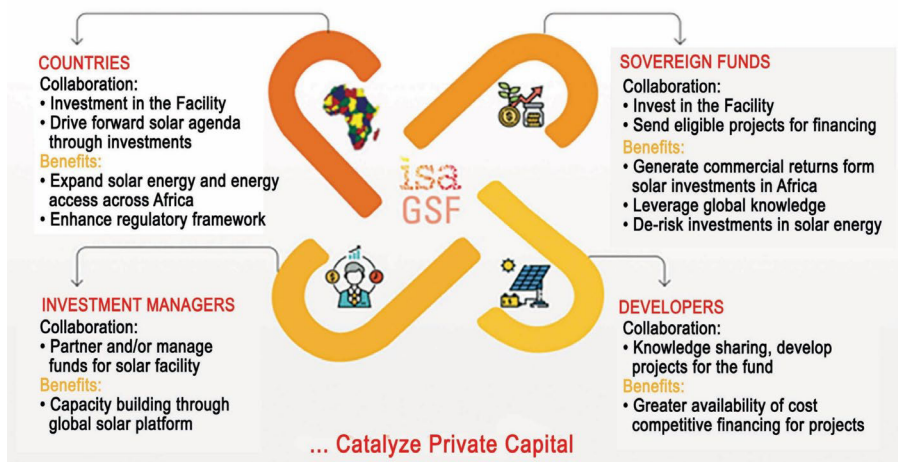 COUNTRIES
Collaboration:
• Investment in the Facility
• Drive forward solar agenda
through investments
Benefits:
• Expand solar energy and energy
access across Africa
• Enhance regulatory framework
SOVEREIGN FUNDS
Collaboration:
• Invest in the Facility
• Send eligible projects for financing
Benefits:
• Generate commercial returns form
solar investments in Africa
• Leverage global knowledge
• De-risk investments in solar energy
isa
GSF
INVESTMENT MANAGERS
Collaboration:
• Partner and/or manage
funds for solar facility
Benefits:
• Capacity building through
global solar platform
DEVELOPERS
Collaboration:
• Knowledge sharing, develop
projects for the fund
Benefits:
• Greater availability of cost
competitive financing for projects
... Catalyze Private Capital